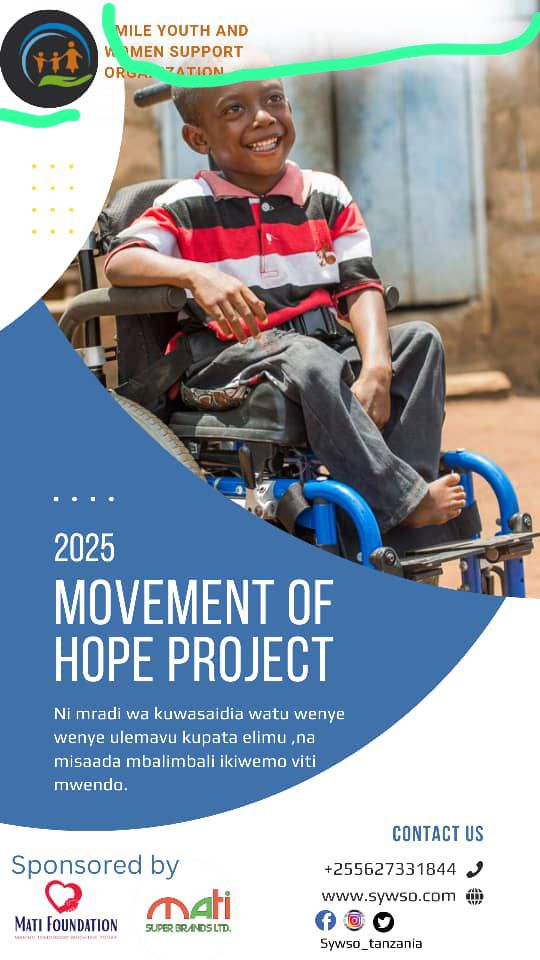 MILE YOUTH AND
WOMEN SUPPORT
ORGANIZATION
2025
MOVEMENT OF
HOPE PROJECT
Ni mradi wa kuwasaidia watu wenye
wenye ulemavu kupata elimu ,na
misaada mbalimbali ikiwemo viti
mwendo.
CONTACT US
+255627331844
www.sywso.com
Sywso_tanzania
Sponsored by
MATI FOUNDATION
mati
SUPER BRANDS LTD.